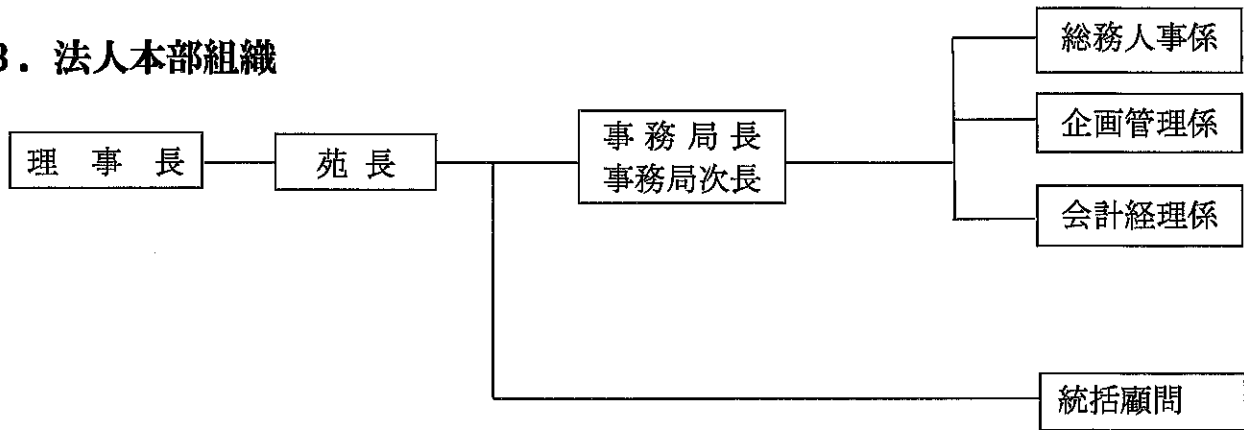 3. 法人本部組織
理事長
苑長
事務局長
事務局次長
総務人事係
企画管理係
会計経理係
統括顧問